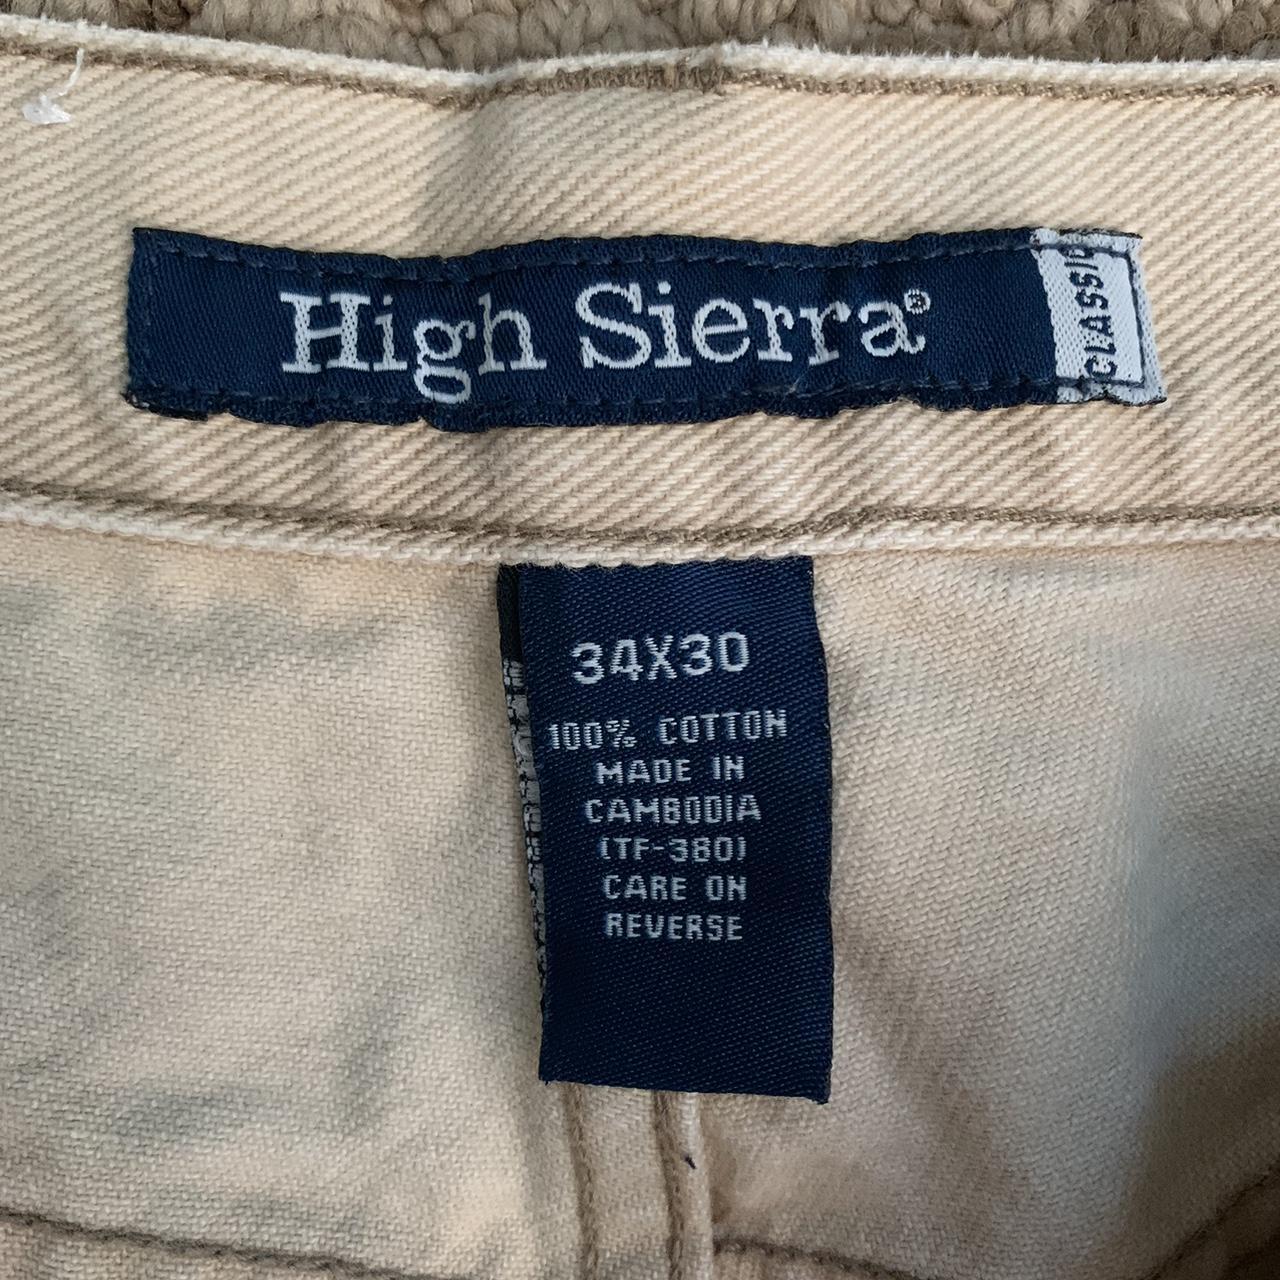 High Sierra®
CLASSIC
34X30
100% COTTON
MADE IN
CAMBODIA
(TF-380)
CARE ON
REVERSE